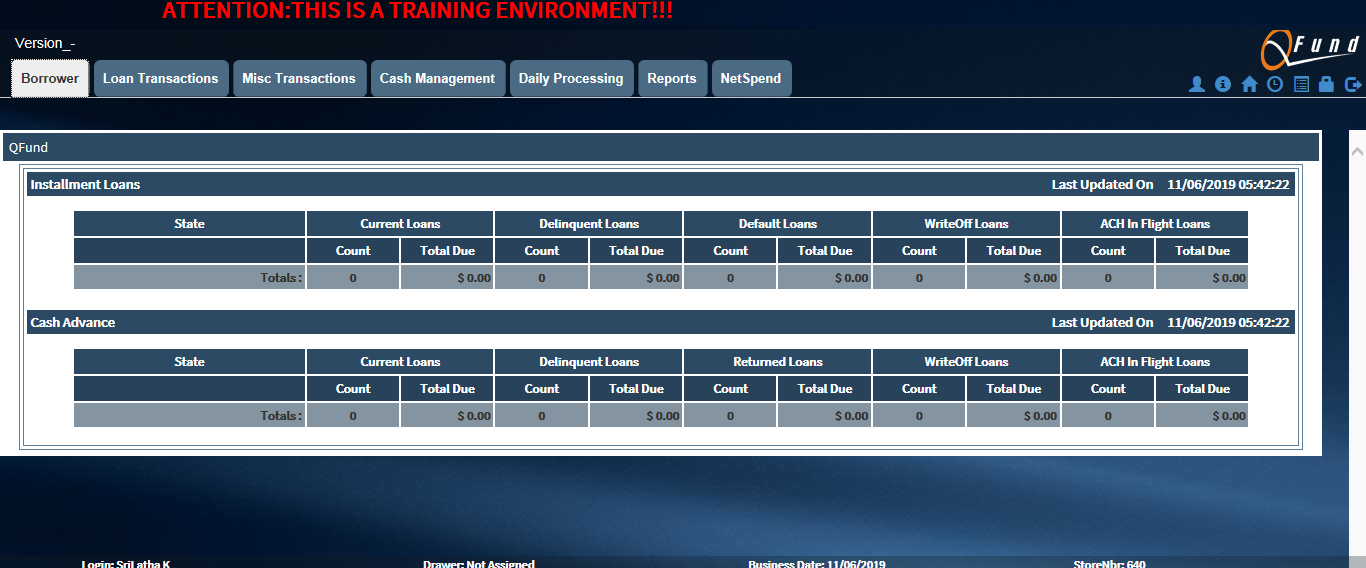 ATTENTION:THIS IS A TRAINING ENVIRONMENT!!!
Version_-
QFund
Borrower Loan Transactions Misc Transactions Cash Management Daily Processing Reports NetSpend
QFund
Installment Loans Last Updated On 11/06/2019 05:42:22
State Current Loans Delinquent Loans Default Loans WriteOff Loans ACH In Flight Loans
Count Total Due Count Total Due Count Total Due Count Total Due Count Total Due
Totals : 0 $ 0.00 0 $ 0.00 0 $ 0.00 0 $ 0.00 0 $ 0.00
Cash Advance Last Updated On 11/06/2019 05:42:22
State Current Loans Delinquent Loans Returned Loans WriteOff Loans ACH In Flight Loans
Count Total Due Count Total Due Count Total Due Count Total Due Count Total Due
Totals : 0 $ 0.00 0 $ 0.00 0 $ 0.00 0 $ 0.00 0 $ 0.00
Login: SriLatha K Drawer: Not Assigned Business Date: 11/06/2019 StoreNbr: 640